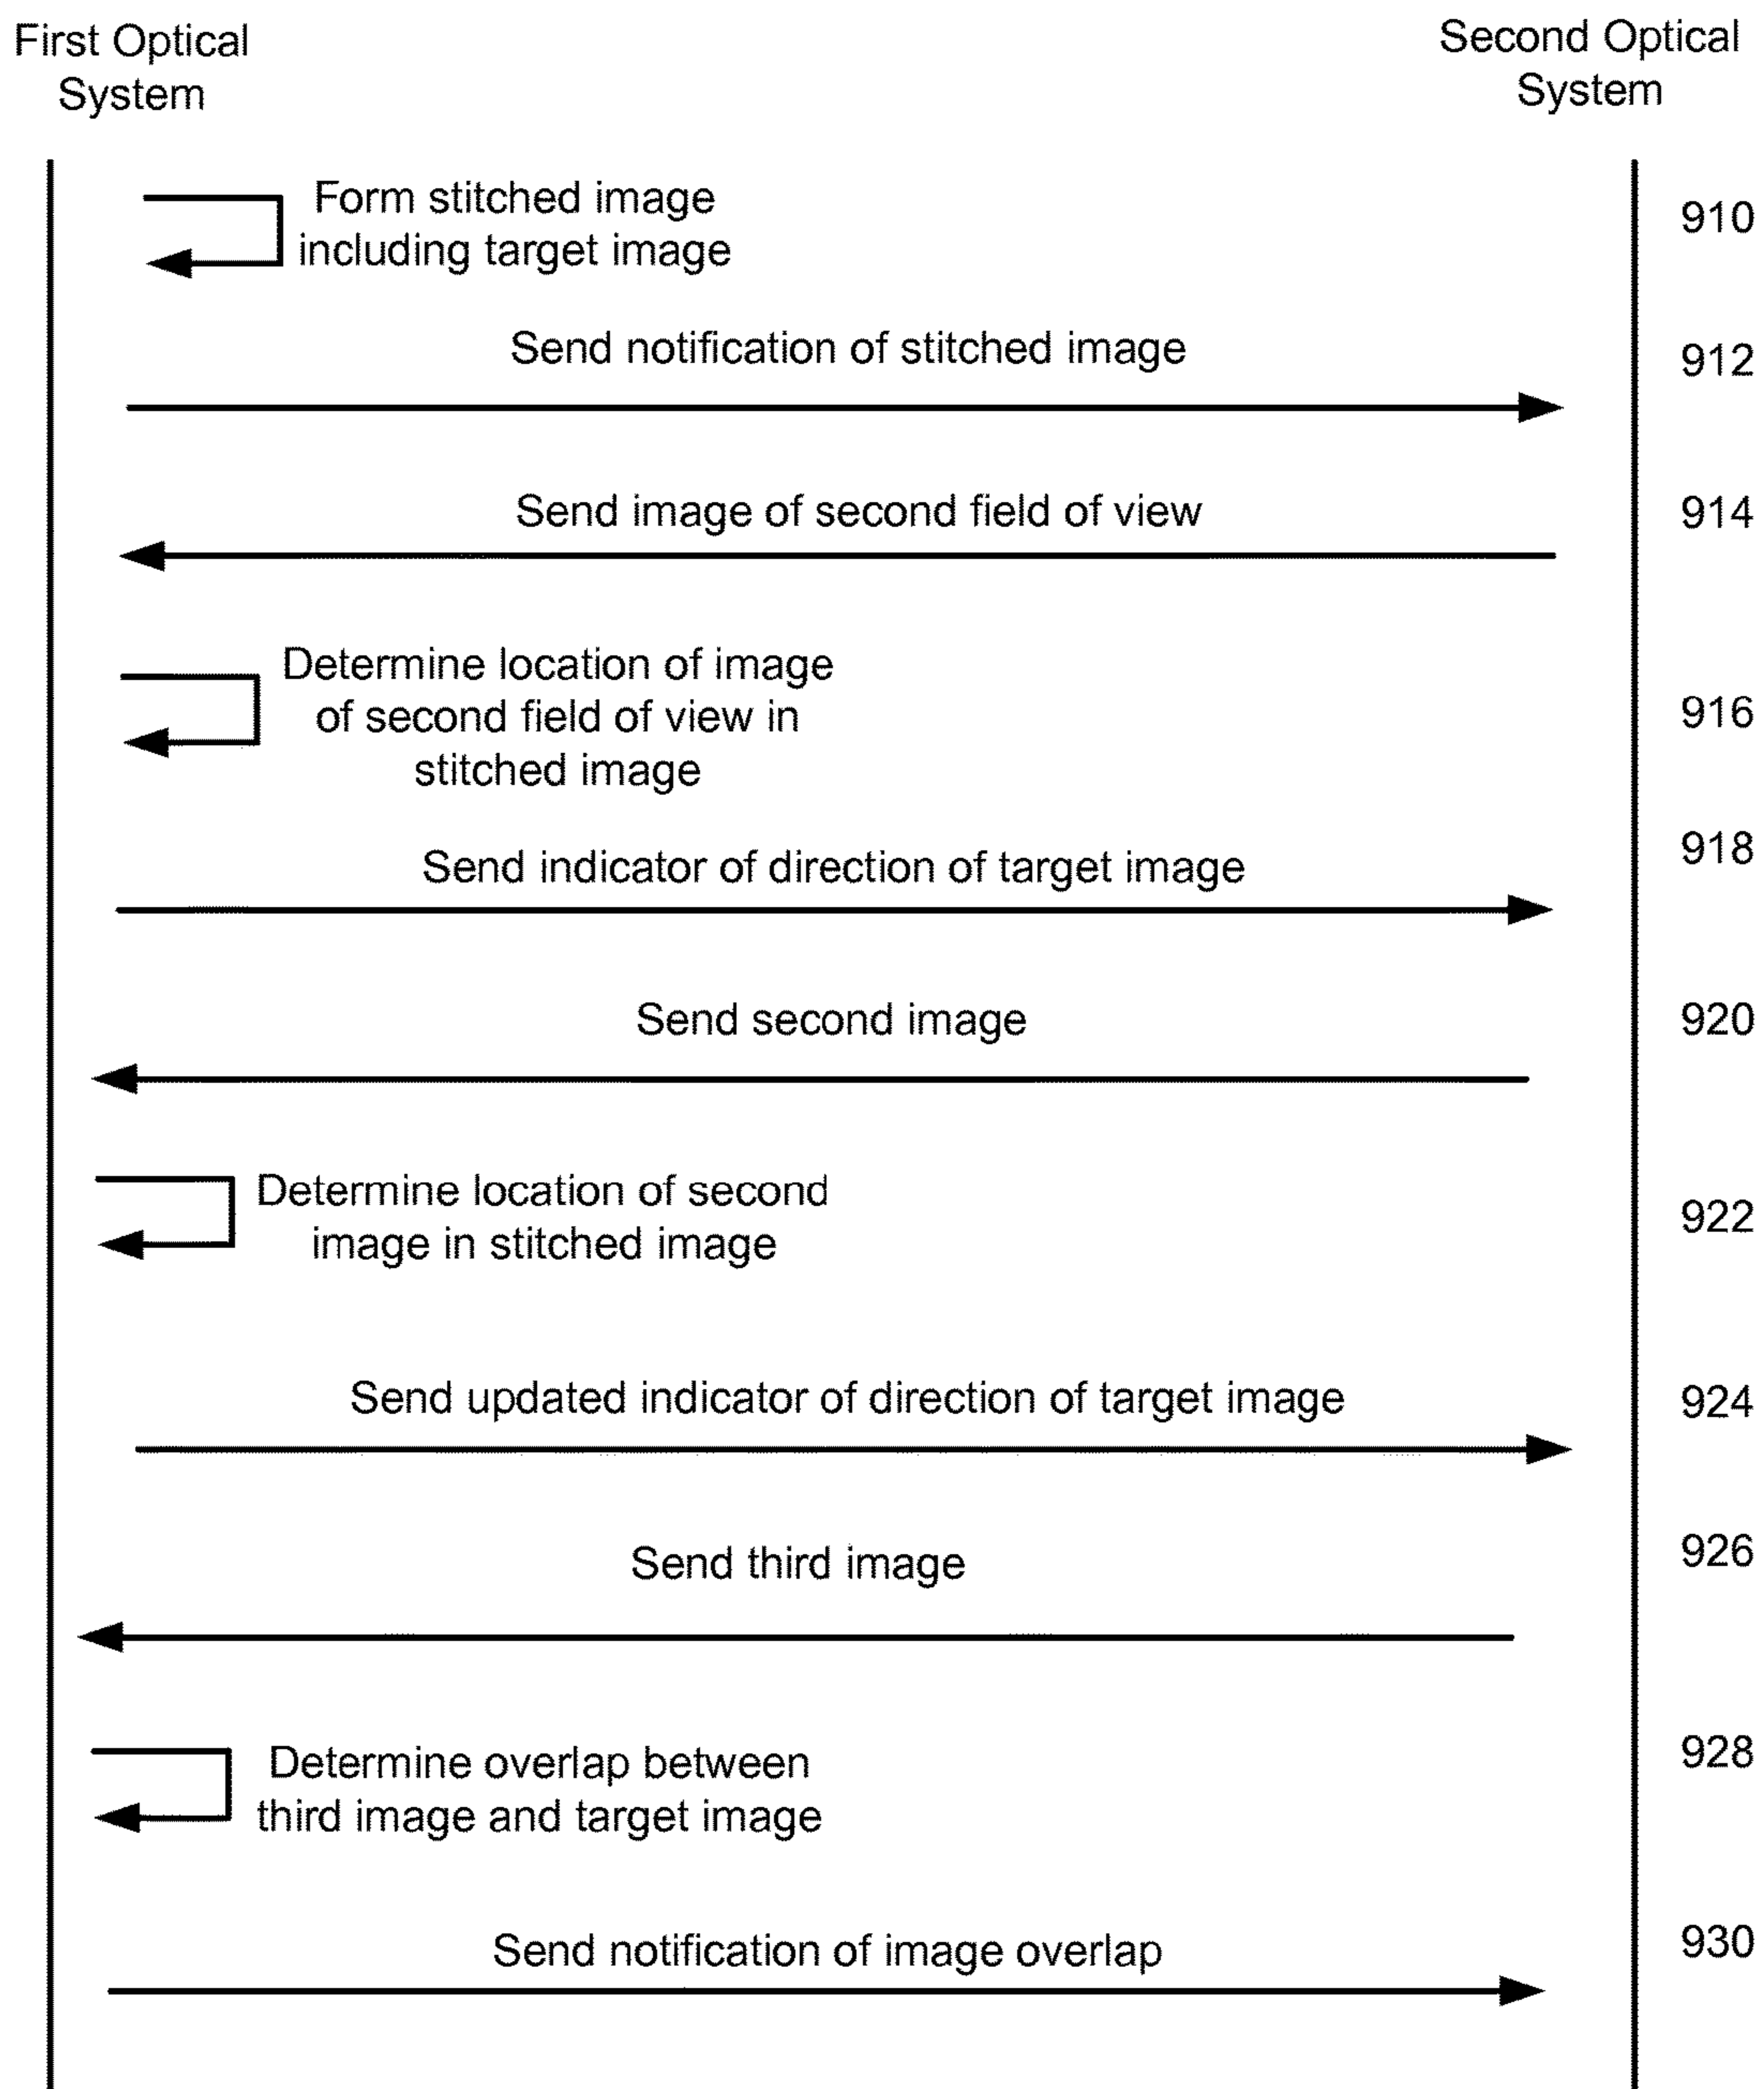 First Optical
System
Second Optical
System
Form stitched image
including target image
910
Send notification of stitched image
912
Send image of second field of view
914
Determine location of image
of second field of view in
stitched image
916
Send indicator of direction of target image
918
Send second image
920
Determine location of second
image in stitched image
922
Send updated indicator of direction of target image
924
Send third image
926
Determine overlap between
third image and target image
928
Send notification of image overlap
930